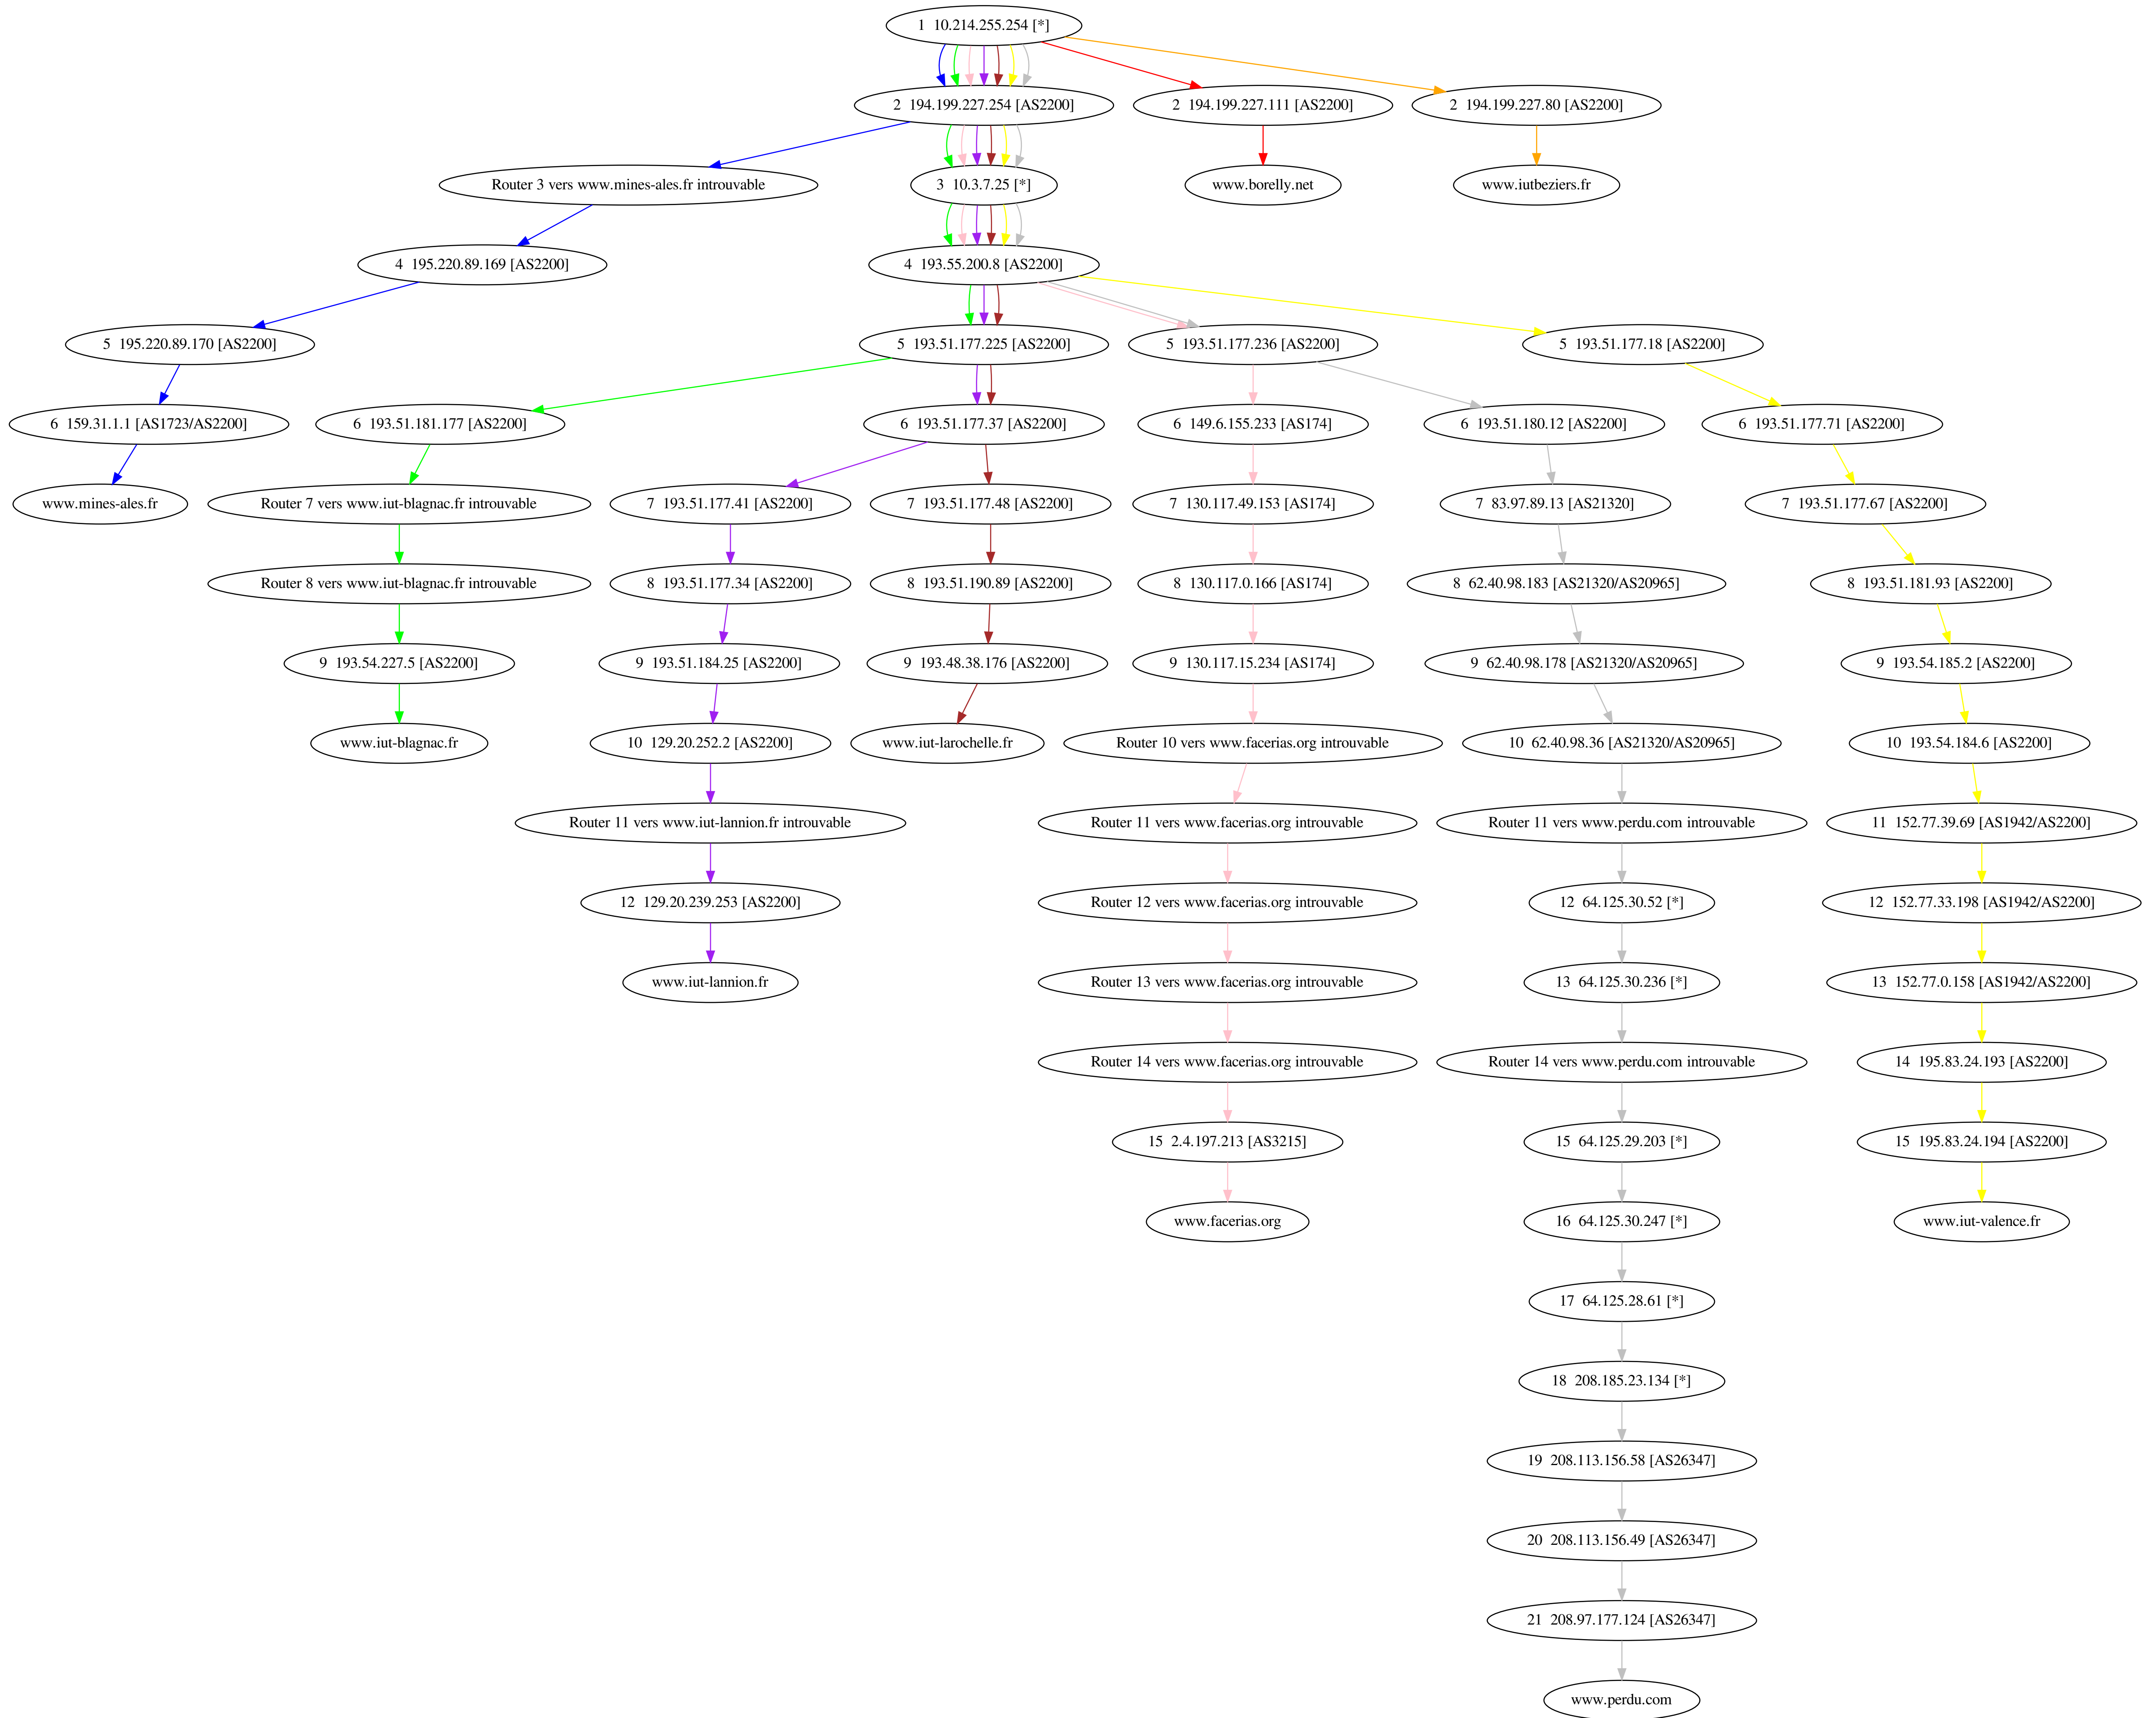 1  10.214.255.254 [*]
2  194.199.227.254 [AS2200]
2  194.199.227.111 [AS2200]
2  194.199.227.80 [AS2200]
Router 3 vers www.mines-ales.fr introuvable
3  10.3.7.25 [*]
www.borelly.net
www.iutbeziers.fr
4  195.220.89.169 [AS2200]
4  193.55.200.8 [AS2200]
5  195.220.89.170 [AS2200]
5  193.51.177.225 [AS2200]
5  193.51.177.236 [AS2200]
5  193.51.177.18 [AS2200]
6  159.31.1.1 [AS1723/AS2200]
6  193.51.181.177 [AS2200]
6  193.51.177.37 [AS2200]
6  149.6.155.233 [AS174]
6  193.51.180.12 [AS2200]
6  193.51.177.71 [AS2200]
www.mines-ales.fr
Router 7 vers www.iut-blagnac.fr introuvable
7  193.51.177.41 [AS2200]
7  193.51.177.48 [AS2200]
7  130.117.49.153 [AS174]
7  83.97.89.13 [AS21320]
7  193.51.177.67 [AS2200]
Router 8 vers www.iut-blagnac.fr introuvable
8  193.51.177.34 [AS2200]
8  193.51.190.89 [AS2200]
8  130.117.0.166 [AS174]
8  62.40.98.183 [AS21320/AS20965]
8  193.51.181.93 [AS2200]
9  193.54.227.5 [AS2200]
9  193.51.184.25 [AS2200]
9  193.48.38.176 [AS2200]
9  130.117.15.234 [AS174]
9  62.40.98.178 [AS21320/AS20965]
9  193.54.185.2 [AS2200]
www.iut-blagnac.fr
10  129.20.252.2 [AS2200]
www.iut-larochelle.fr
Router 10 vers www.facerias.org introuvable
10  62.40.98.36 [AS21320/AS20965]
10  193.54.184.6 [AS2200]
Router 11 vers www.iut-lannion.fr introuvable
Router 11 vers www.facerias.org introuvable
Router 11 vers www.perdu.com introuvable
11  152.77.39.69 [AS1942/AS2200]
12  129.20.239.253 [AS2200]
Router 12 vers www.facerias.org introuvable
12  64.125.30.52 [*]
12  152.77.33.198 [AS1942/AS2200]
www.iut-lannion.fr
Router 13 vers www.facerias.org introuvable
13  64.125.30.236 [*]
13  152.77.0.158 [AS1942/AS2200]
Router 14 vers www.facerias.org introuvable
Router 14 vers www.perdu.com introuvable
14  195.83.24.193 [AS2200]
15  2.4.197.213 [AS3215]
15  64.125.29.203 [*]
15  195.83.24.194 [AS2200]
www.facerias.org
16  64.125.30.247 [*]
www.iut-valence.fr
17  64.125.28.61 [*]
18  208.185.23.134 [*]
19  208.113.156.58 [AS26347]
20  208.113.156.49 [AS26347]
21  208.97.177.124 [AS26347]
www.perdu.com